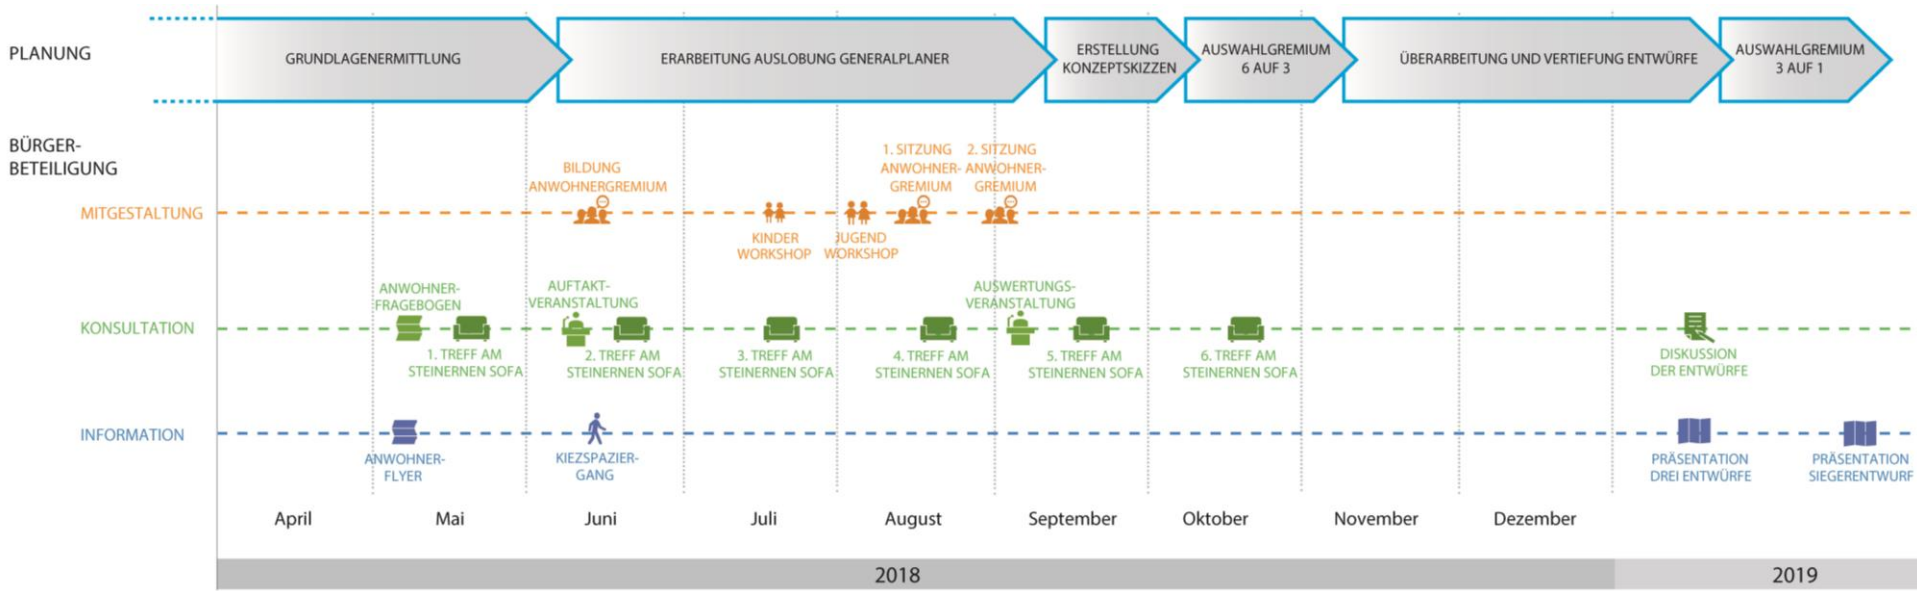 PLANUNG
GRUNDLAGENERMITTLUNG
ERARBEITUNG AUSLOBUNG GENERALPLANER
ERSTELLUNG
KONZEPTSKIZZEN
AUSWAHLGREMIUM
6 AUF 3
ÜBERARBEITUNG UND VERTIEFUNG ENTWÜRFE
AUSWAHLGREMIUM
3 AUF 1
BÜRGER-
BETEILIGUNG
MITGESTALTUNG
BILDUNG
ANWOHNERGREMIUM
KINDER
WORKSHOP
JUGEND
WORKSHOP
1. SITZUNG
ANWOHNER-
GREMIUM
2. SITZUNG
ANWOHNER-
GREMIUM
KONSULTATION
ANWOHNER-
FRAGEBOGEN
1. TREFF AM
STEINERNEN SOFA
AUFTAKT-
VERANSTALTUNG
2. TREFF AM
STEINERNEN SOFA
3. TREFF AM
STEINERNEN SOFA
4. TREFF AM
STEINERNEN SOFA
AUSWERTUNGS-
VERANSTALTUNG
5. TREFF AM
STEINERNEN SOFA
6. TREFF AM
STEINERNEN SOFA
DISKUSSION
DER ENTWÜRFE
INFORMATION
ANWOHNER-
FLYER
KIEZSPAZIER-
GANG
PRÄSENTATION
DREI ENTWÜRFE
PRÄSENTATION
SIEGERENTWURF
April
Mai
Juni
Juli
August
September
Oktober
November
Dezember
2018
2019